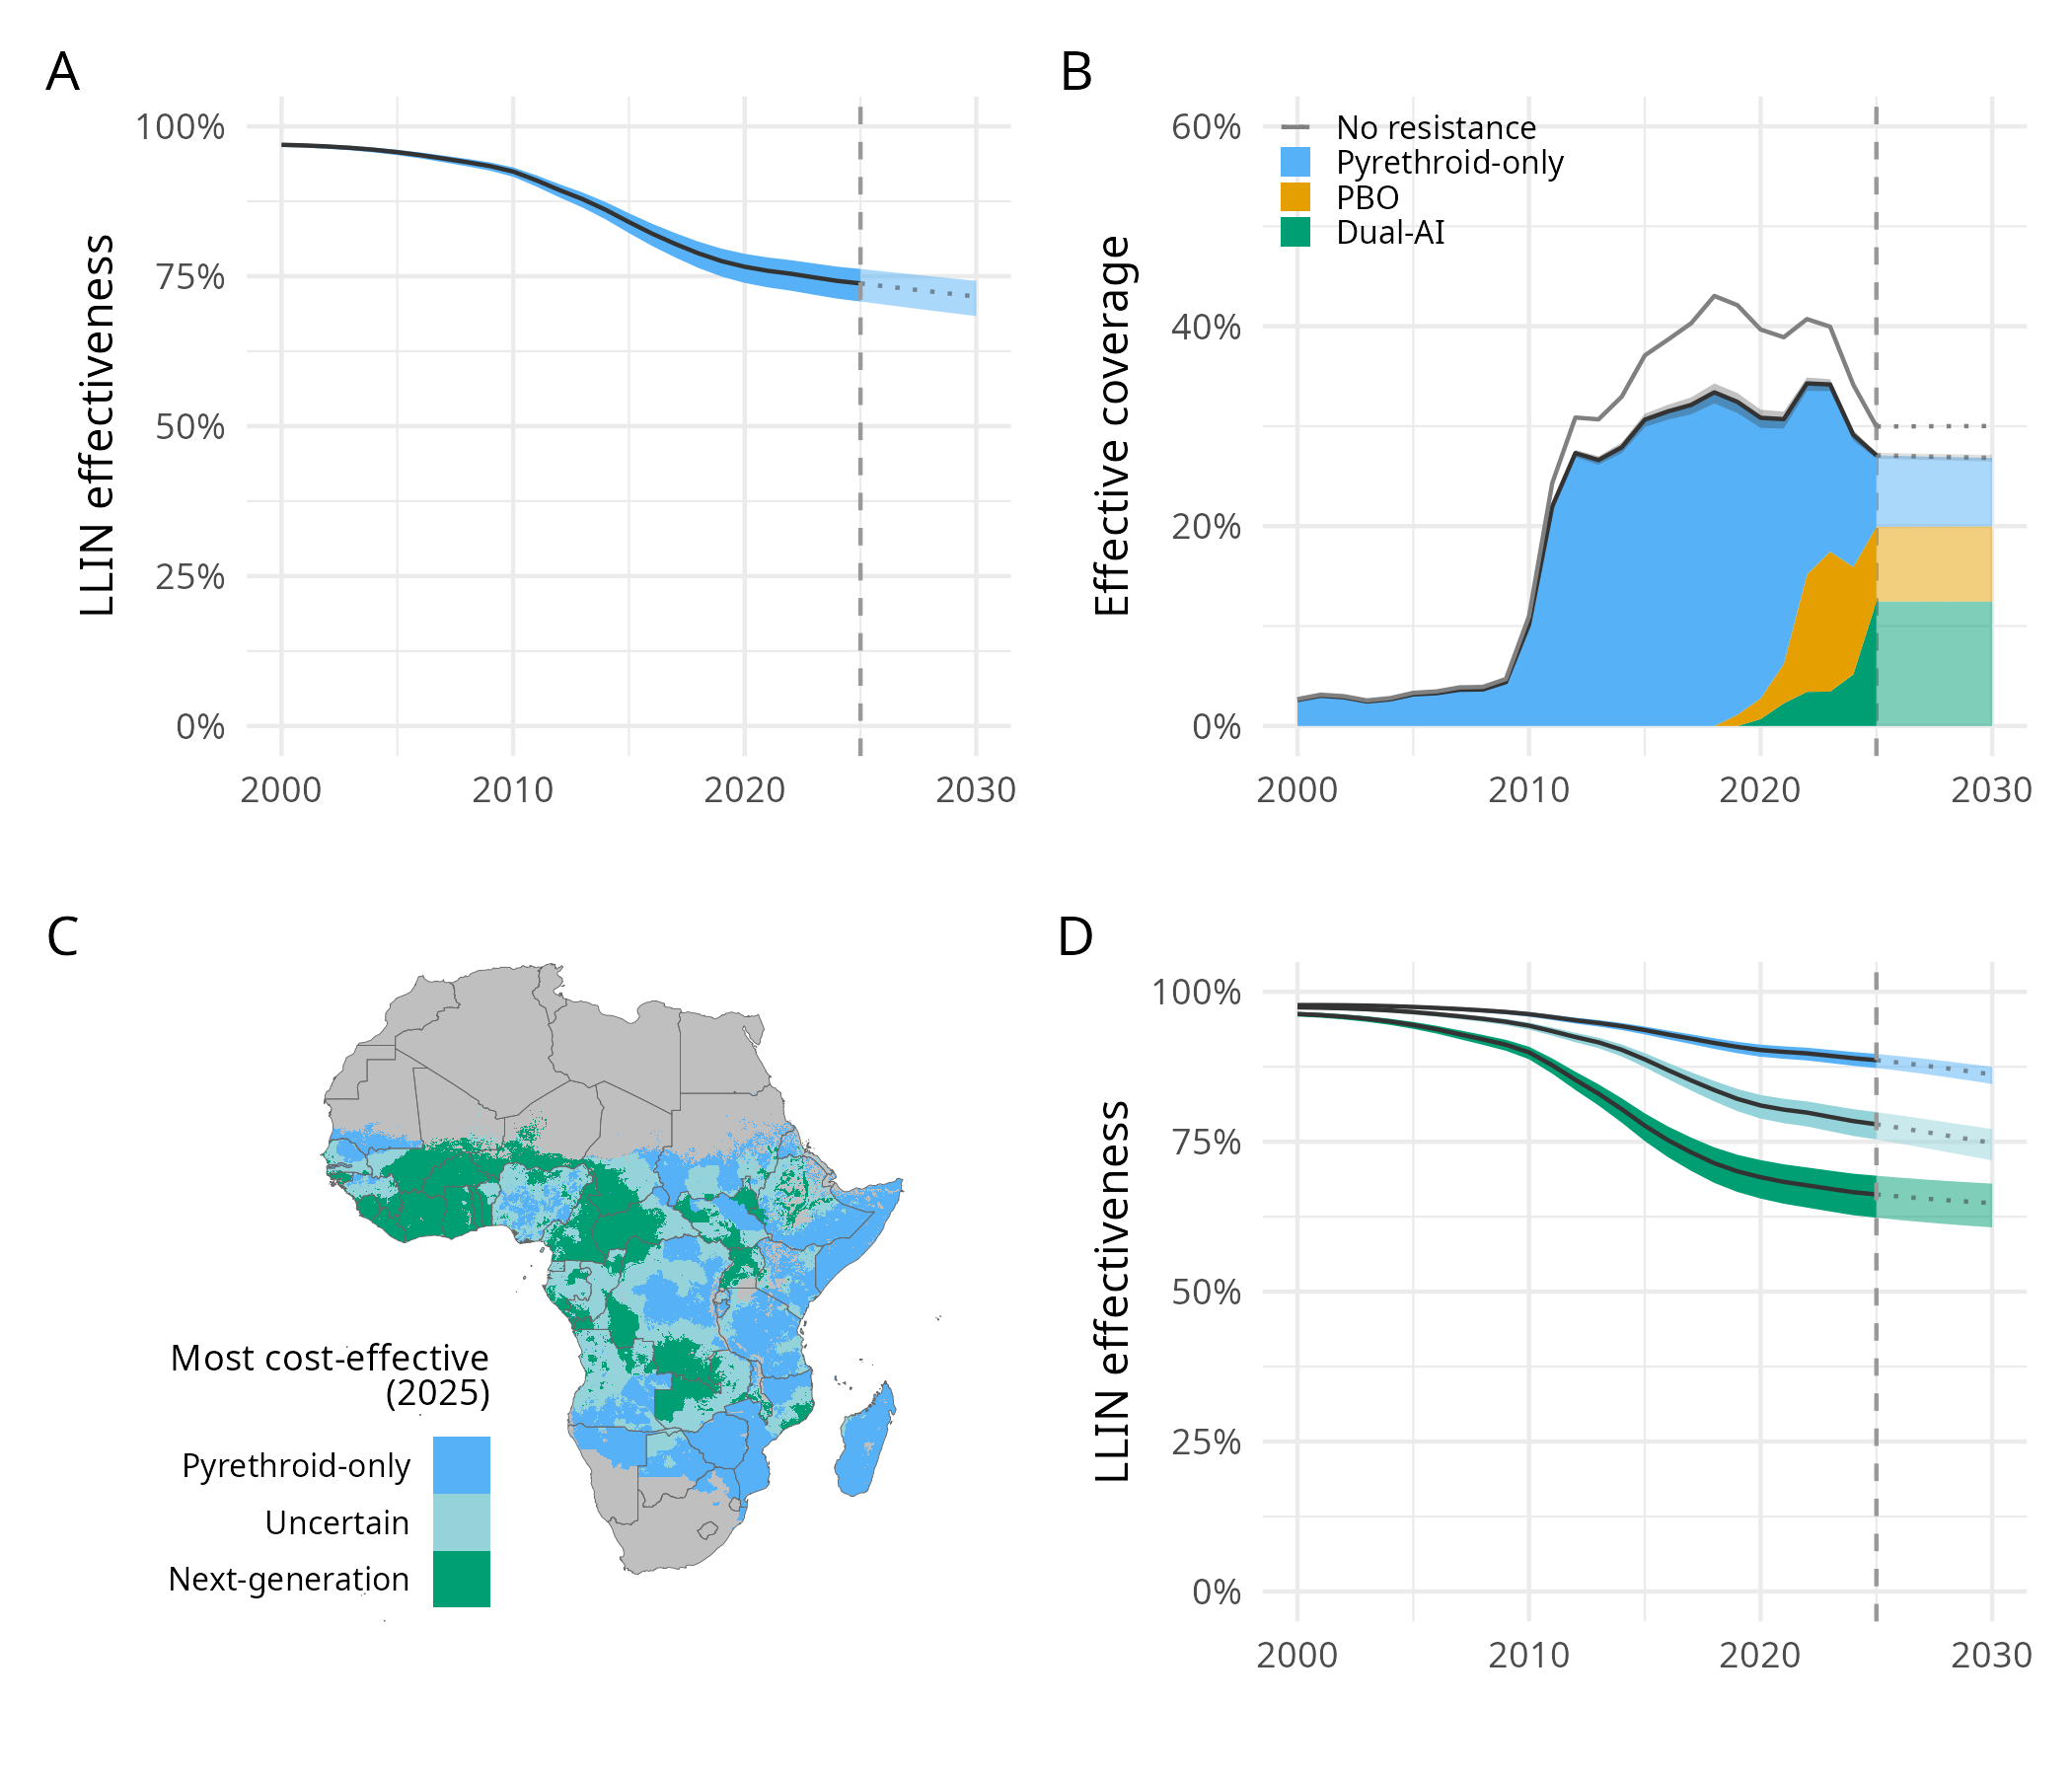 A
LLIN effectiveness
100%
75%
50%
25%
0%
2000
2010
2020
2030
B
Effective coverage
60%
40%
20%
0%
No resistance
Pyrethroid-only
PBO
Dual-AI
2000
2010
2020
2030
C
Most cost-effective
(2025)
Pyrethroid-only
Uncertain
Next-generation
D
LLIN effectiveness
100%
75%
50%
25%
0%
2000
2010
2020
2030